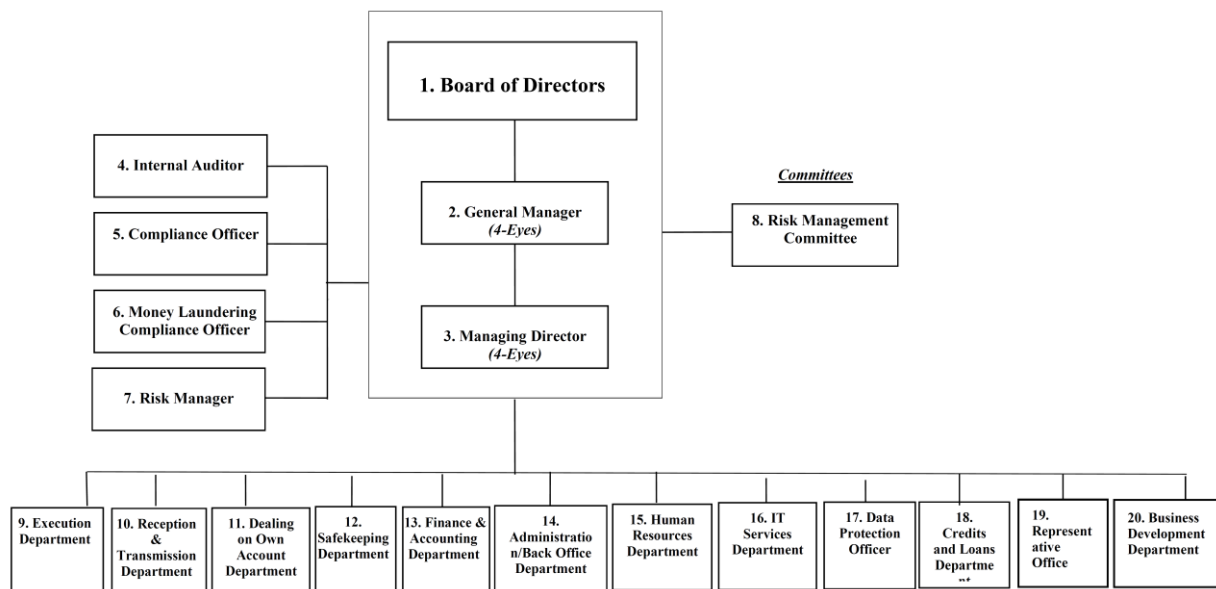 1. Board of Directors
4. Internal Auditor
5. Compliance Officer
6. Money Laundering
Compliance Officer
7. Risk Manager
2. General Manager
(4-Eyes)
3. Managing Director
(4-Eyes)
Committees
8. Risk Management
Committee
9. Execution
Department
10. Reception
&
Transmission
Department
11. Dealing
on Own
Account
Department
12.
Safekeeping
Department
13. Finance &
Accounting
Department
14.
Administratio
n/Back Office
Department
15. Human
Resources
Department
16. IT
Services
Department
17. Data
Protection
Officer
18.
Credits
and Loans
Departme
nt
19.
Represent
ative
Office
20. Business
Development
Department